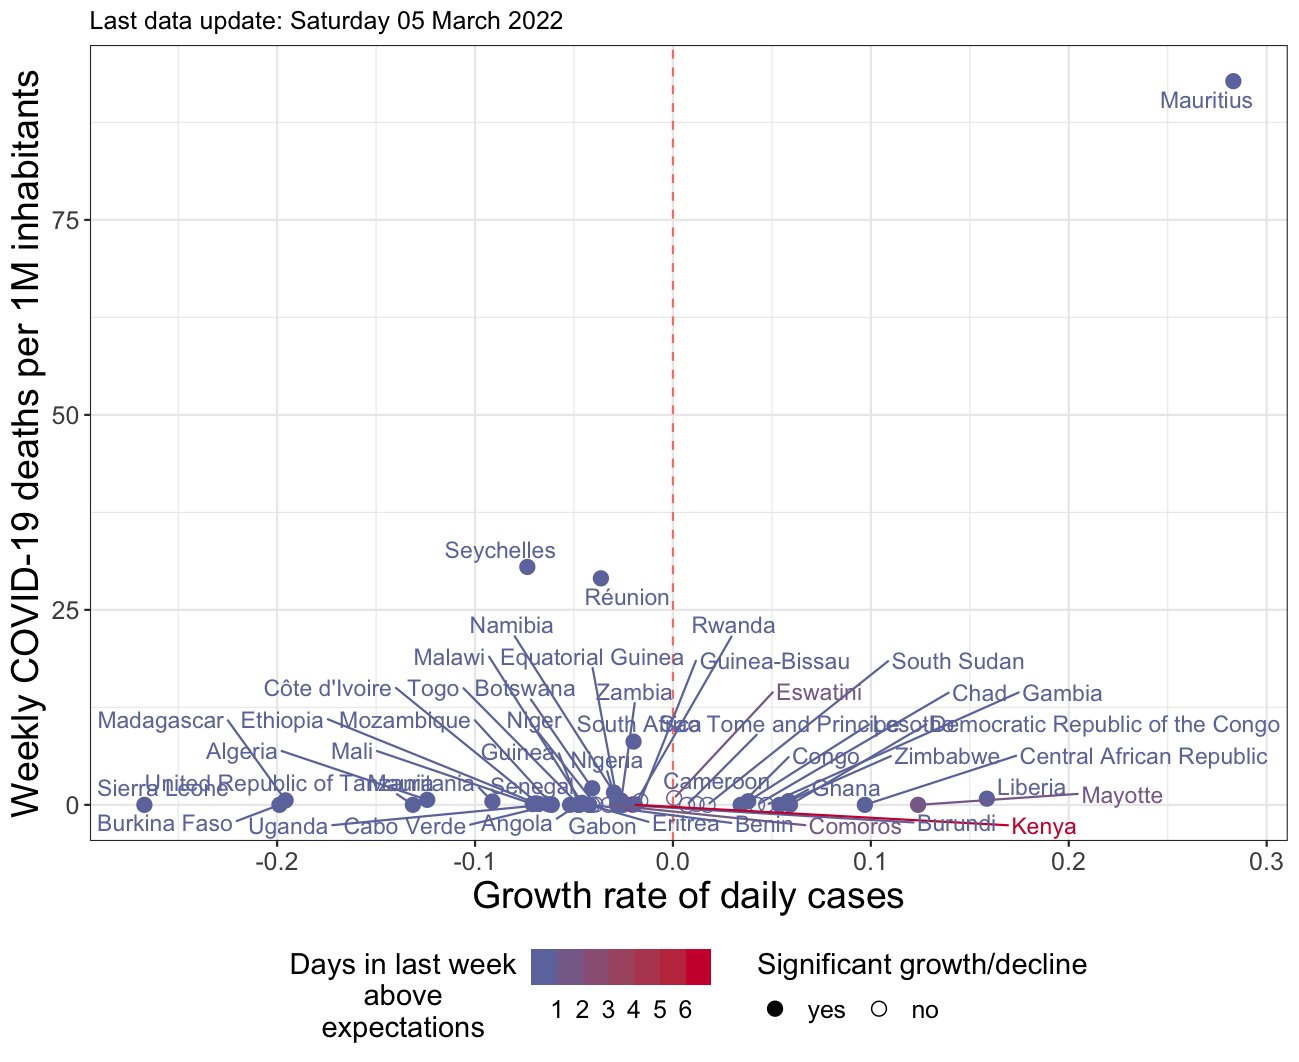 Last data update: Saturday 05 March 2022
Weekly COVID-19 deaths per 1M inhabitants
75
50
25
0
Mauritius
Seychelles
Réunion
Namibia
Rwanda
Malawi
Equatorial Guinea
Guinea-Bissau
South Sudan
Côte d'Ivoire
Togo
Botswana
Zambia
Eswatini
Chad
Gambia
Madagascar
Ethiopia
Mozambique
Niger
South Africa
Sao Tome and Principe
Lesotho
Democratic Republic of the Congo
Algeria
Mali
Guinea
Nigeria
Congo
Zimbabwe
Central African Republic
Sierra Leone
United Republic of Tanzania
Mauritania
Senegal
Cameroon
Ghana
Liberia
Mayotte
Burkina Faso
Uganda
Cabo Verde
Angola
Gabon
Eritrea
Benin
Comoros
Burundi
Kenya
-0.2
-0.1
0.0
0.1
0.2
0.3
Growth rate of daily cases
Days in last week
above
expectations
1 2 3 4 5 6
Significant growth/decline
yes
no